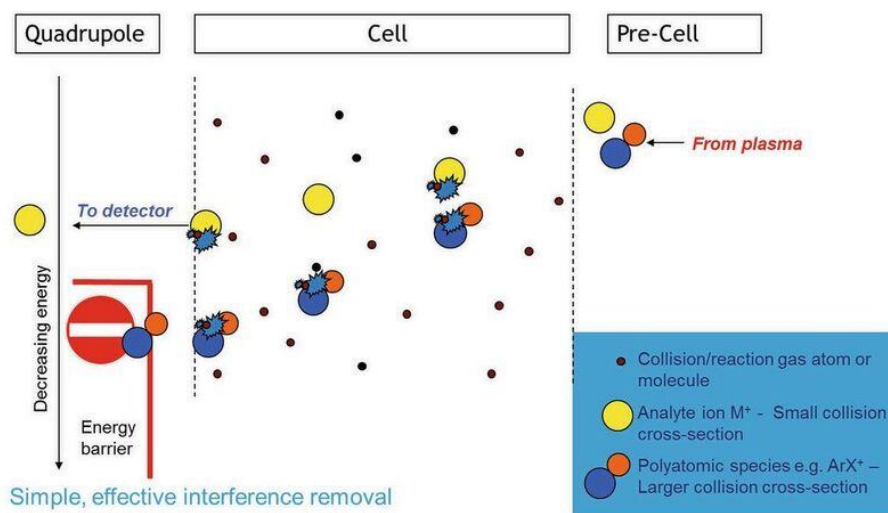 Quadrupole
Cell
Pre-Cell
From plasma
To detector
Decreasing energy
Energy
barrier
Collision/reaction gas atom or
molecule
Analyte ion M⁺ - Small collision
cross-section
Polyatomic species e.g. ArX⁺ –
Larger collision cross-section
Simple, effective interference removal